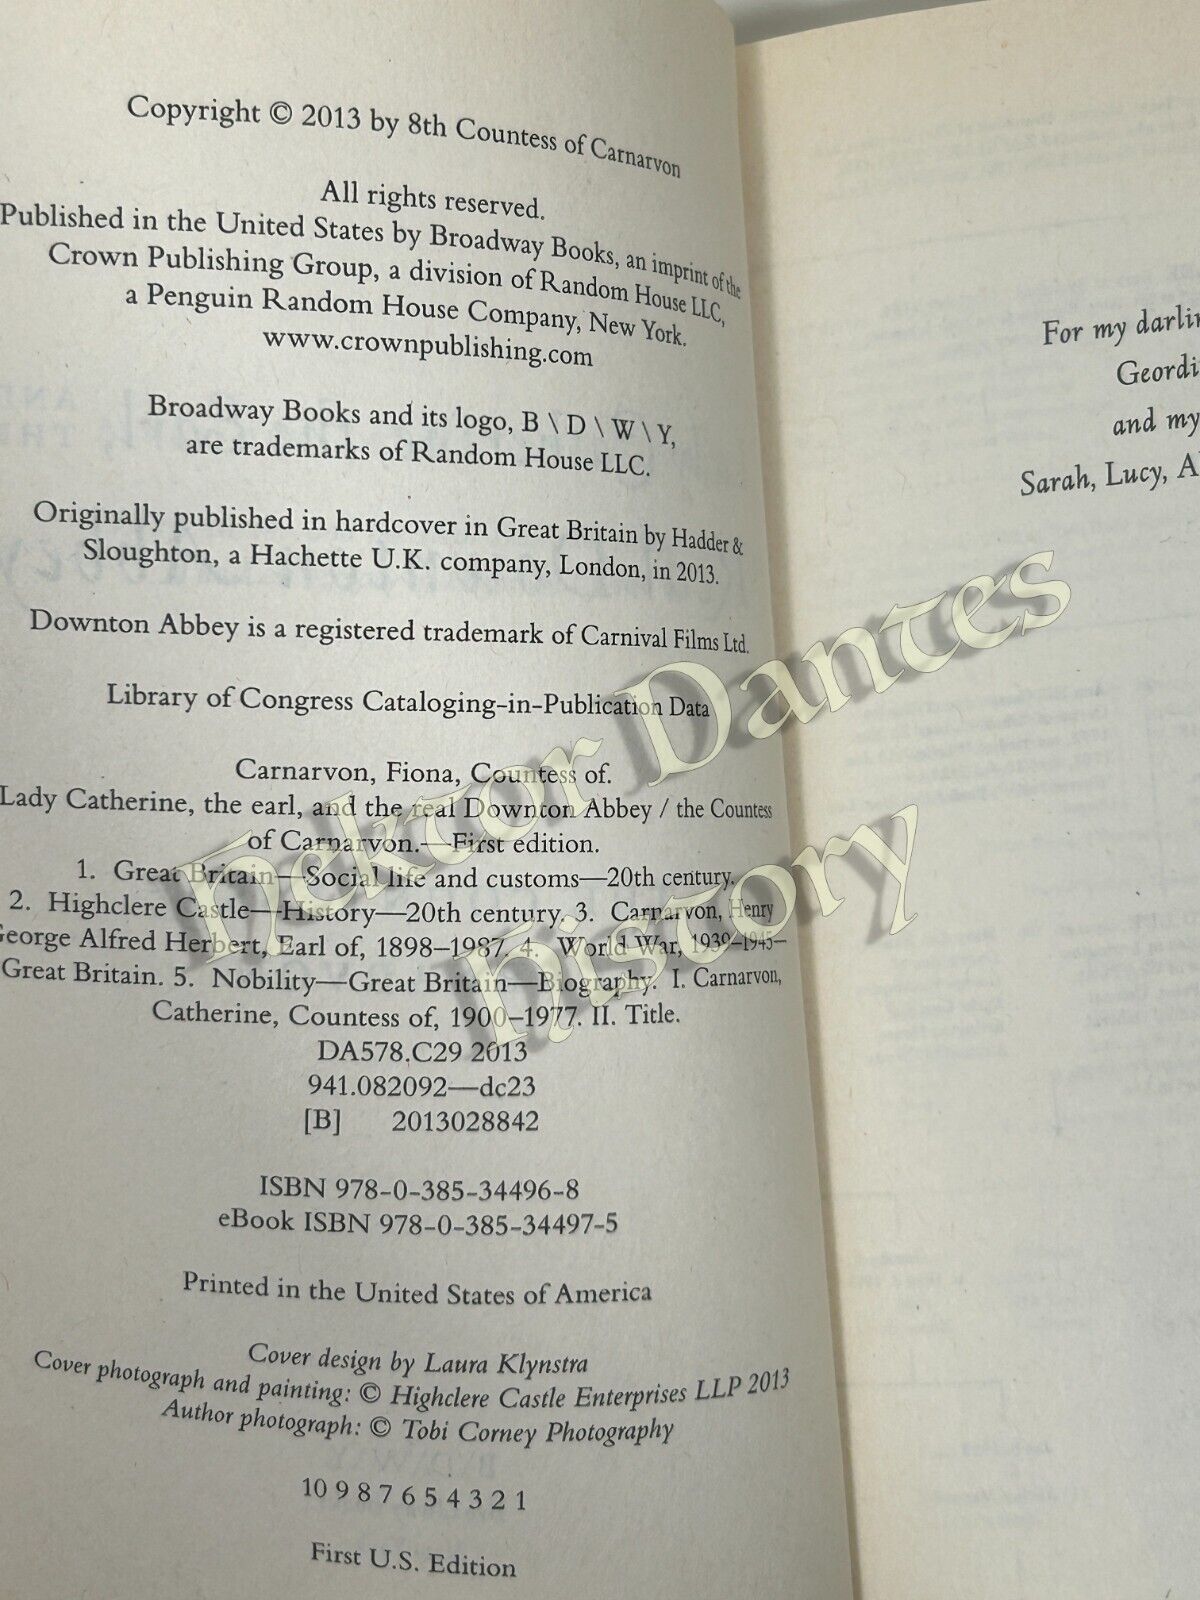 Copyright © 2013 by 8th Countess of Carnarvon
All rights reserved.
Published in the United States by Broadway Books, an imprint of the
Crown Publishing Group, a division of Random House LLC,
a Penguin Random House Company, New York.
www.crownpublishing.com
Broadway Books and its logo, B \ D \ W \ Y,
are trademarks of Random House LLC.
Originally published in hardcover in Great Britain by Hadder &
Sloughton, a Hachette U.K. company, London, in 2013.
Downton Abbey is a registered trademark of Carnival Films Ltd.
Library of Congress Cataloging-in-Publication Data
Carnarvon, Fiona, Countess of.
Lady Catherine, the earl, and the real Downton Abbey / the Countess
of Carnarvon.—First edition.
1. Great Britain—Social life and customs—20th century.
2. Highclere Castle—History—20th century. 3. Carnarvon, Henry
George Alfred Herbert, Earl of, 1898–1987. 4. World War, 1939–1945–
Great Britain. 5. Nobility—Great Britain—Biography. I. Carnarvon,
Catherine, Countess of, 1900–1977. II. Title.
DA578.C29 2013
941.082092—dc23
[B] 2013028842
ISBN 978-0-385-34496-8
eBook ISBN 978-0-385-34497-5
Printed in the United States of America
Cover design by Laura Klynstra
Cover photograph and painting: © Highclere Castle Enterprises LLP 2013
Author photograph: © Tobi Corney Photography
10 9 8 7 6 5 4 3 2 1
First U.S. Edition
For my darlin
Geordi
and my
Sarah, Lucy, Al
Hektor Dantes
History